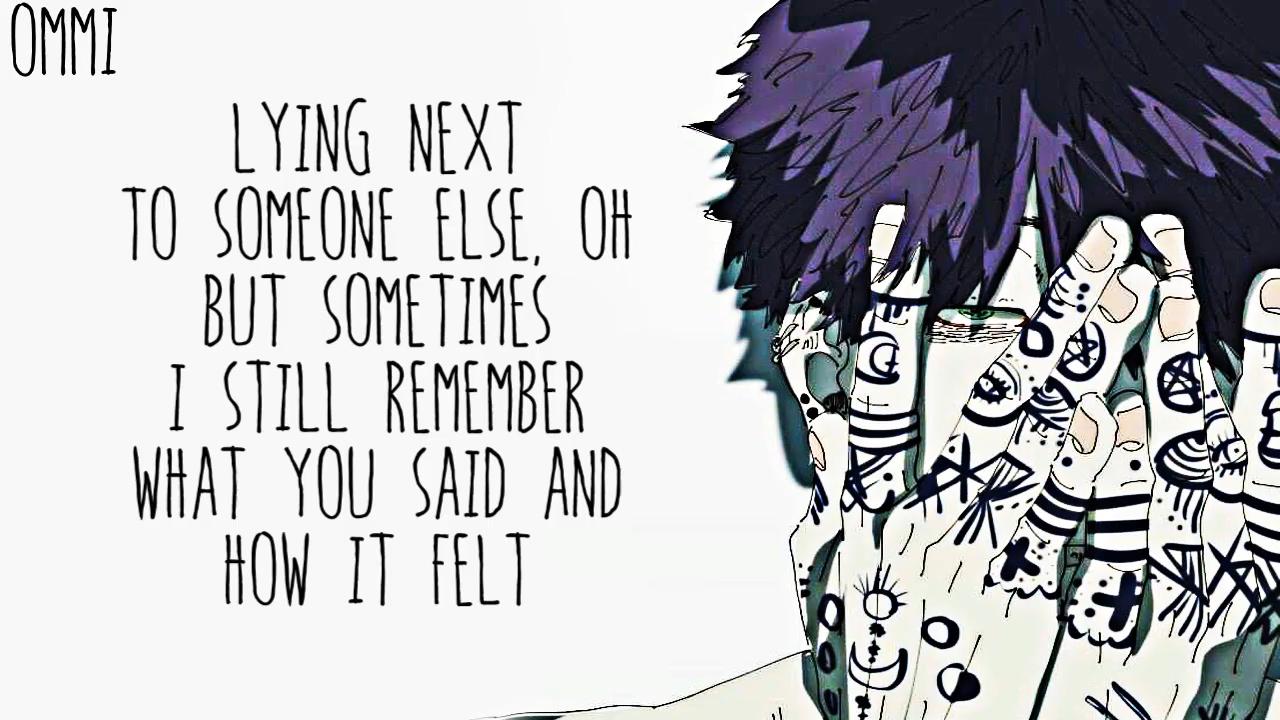 OMMI
LYING NEXT
TO SOMEONE ELSE, OH
BUT SOMETIMES
I STILL REMEMBER
WHAT YOU SAID AND
HOW IT FELT